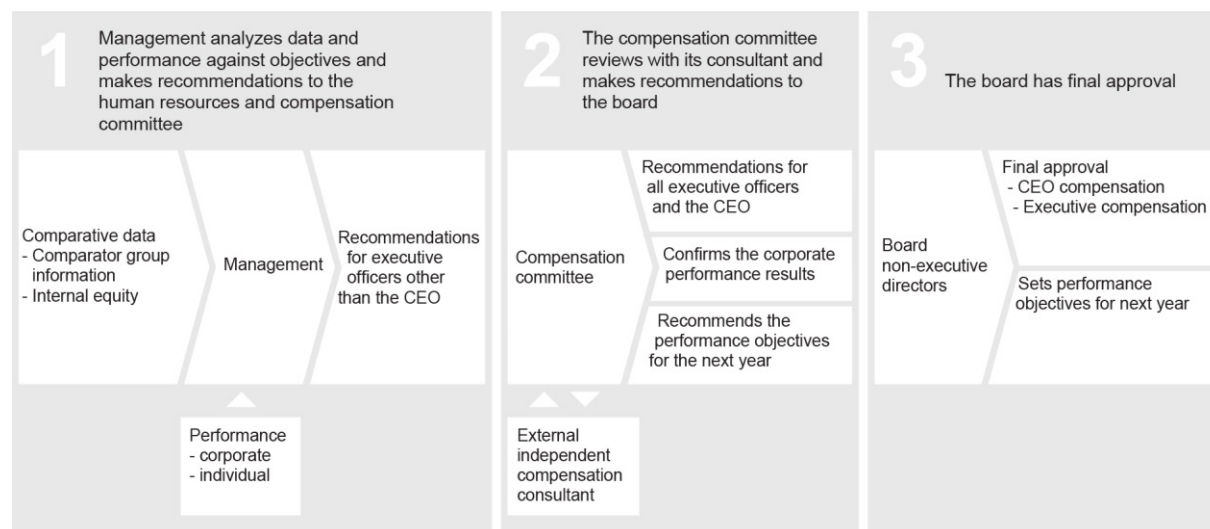 1
Management analyzes data and
performance against objectives and
makes recommendations to the
human resources and compensation
committee
Comparative data
- Comparator group
information
- Internal equity
Management
Recommendations
for executive
officers other
than the CEO
Performance
- corporate
- individual
2
The compensation committee
reviews with its consultant and
makes recommendations to
the board
Compensation
committee
Recommendations for
all executive officers
and the CEO
Confirms the corporate
performance results
Recommends the
performance objectives
for the next year
External
independent
compensation
consultant
3
The board has final approval
Board
non-executive
directors
Final approval
- CEO compensation
- Executive compensation
Sets performance
objectives for next year